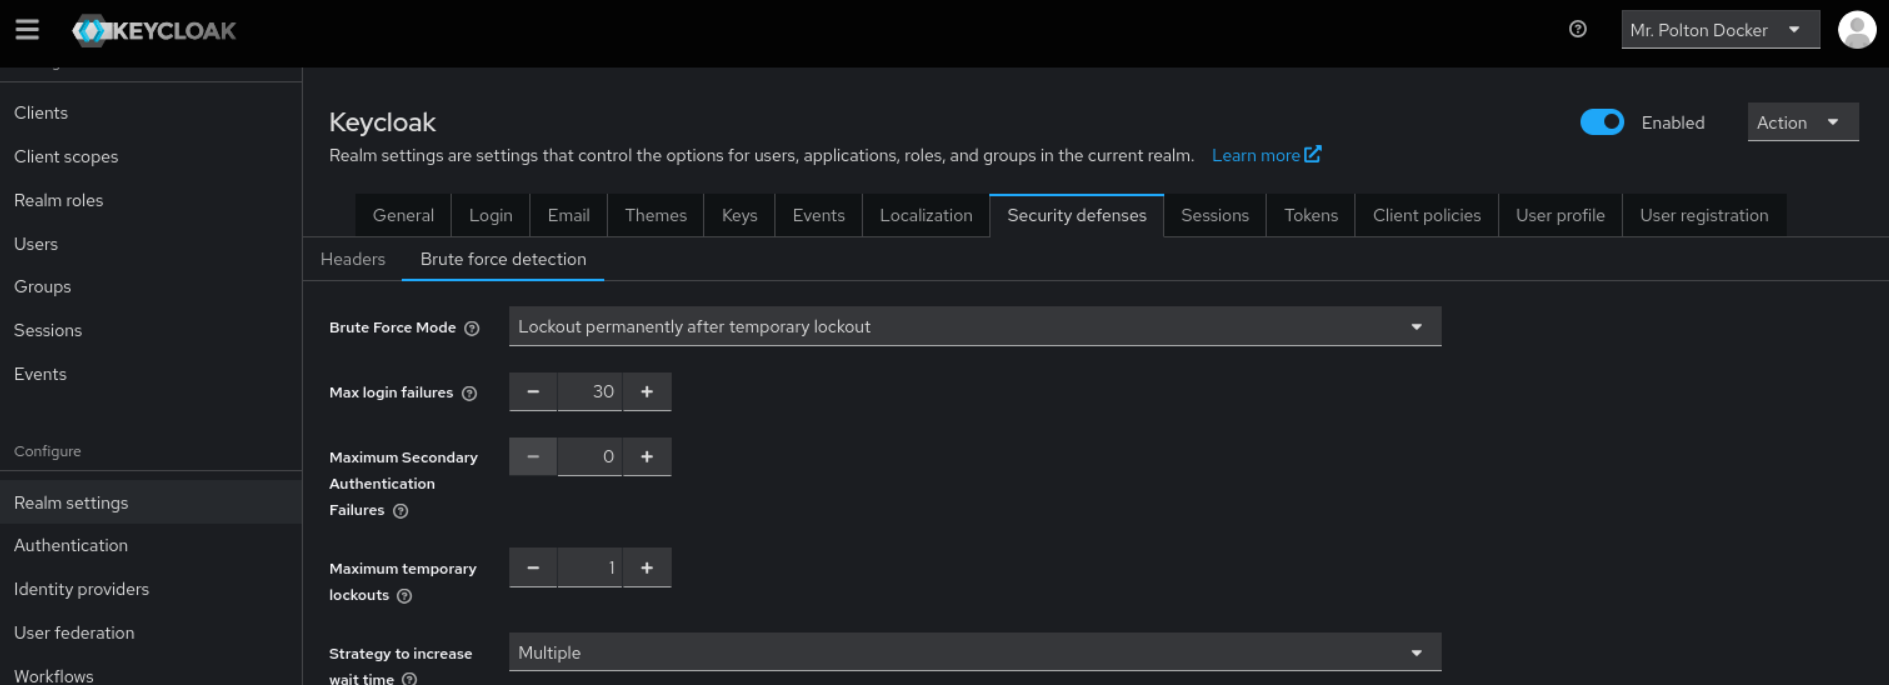 KEYCLOAK
Mr. Polton Docker
Clients
Client scopes
Realm roles
Users
Groups
Sessions
Events
Configure
Realm settings
Authentication
Identity providers
User federation
Workflows
Keycloak
Enabled
Action
Realm settings are settings that control the options for users, applications, roles, and groups in the current realm. Learn more
General Login Email Themes Keys Events Localization Security defenses Sessions Tokens Client policies User profile User registration
Headers Brute force detection
Brute Force Mode Lockout permanently after temporary lockout
Max login failures − 30 +
Maximum Secondary − 0 +
Authentication
Failures
Maximum temporary − 1 +
lockouts
Strategy to increase Multiple
wait time